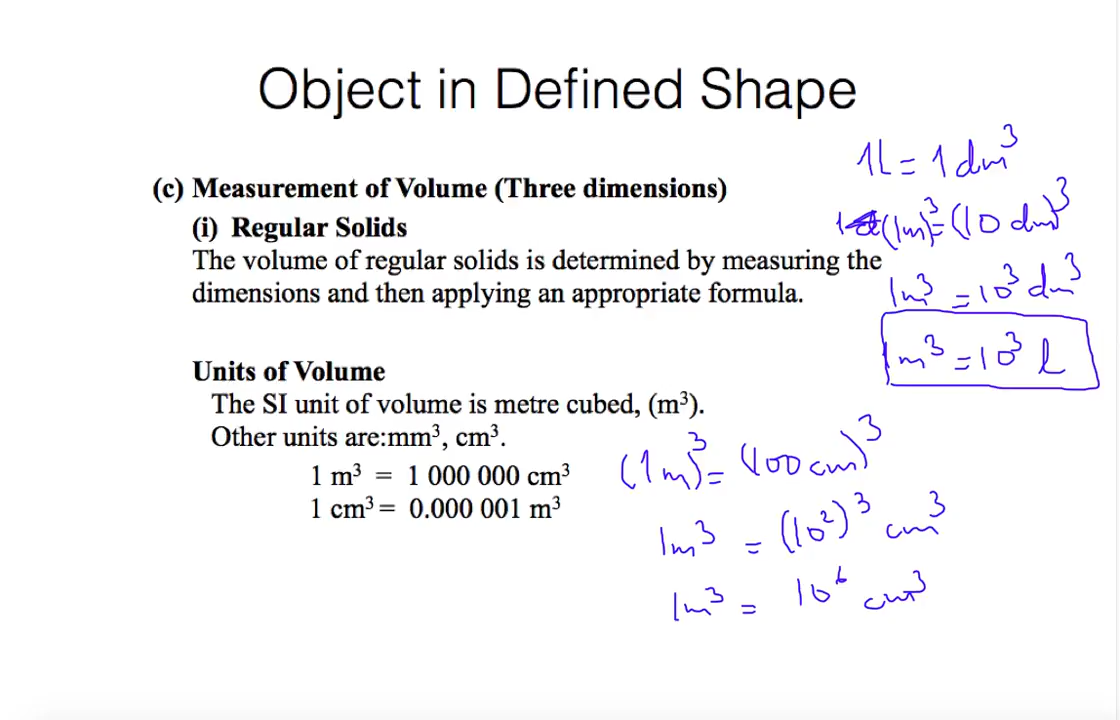 Object in Defined Shape
(c) Measurement of Volume (Three dimensions)
(i) Regular Solids
The volume of regular solids is determined by measuring the
dimensions and then applying an appropriate formula.
Units of Volume
The SI unit of volume is metre cubed, (m³).
Other units are:mm³, cm³.
1 m³ = 1 000 000 cm³
1 cm³ = 0.000 001 m³
1L = 1 dm³
(1m)³ = (10 dm)³
1m³ = 10³ dm³
1m³ = 10³ l
(1m)³ = (100 cm)³
1m³ = (10²)³ cm³
1m³ = 10⁶ cm³